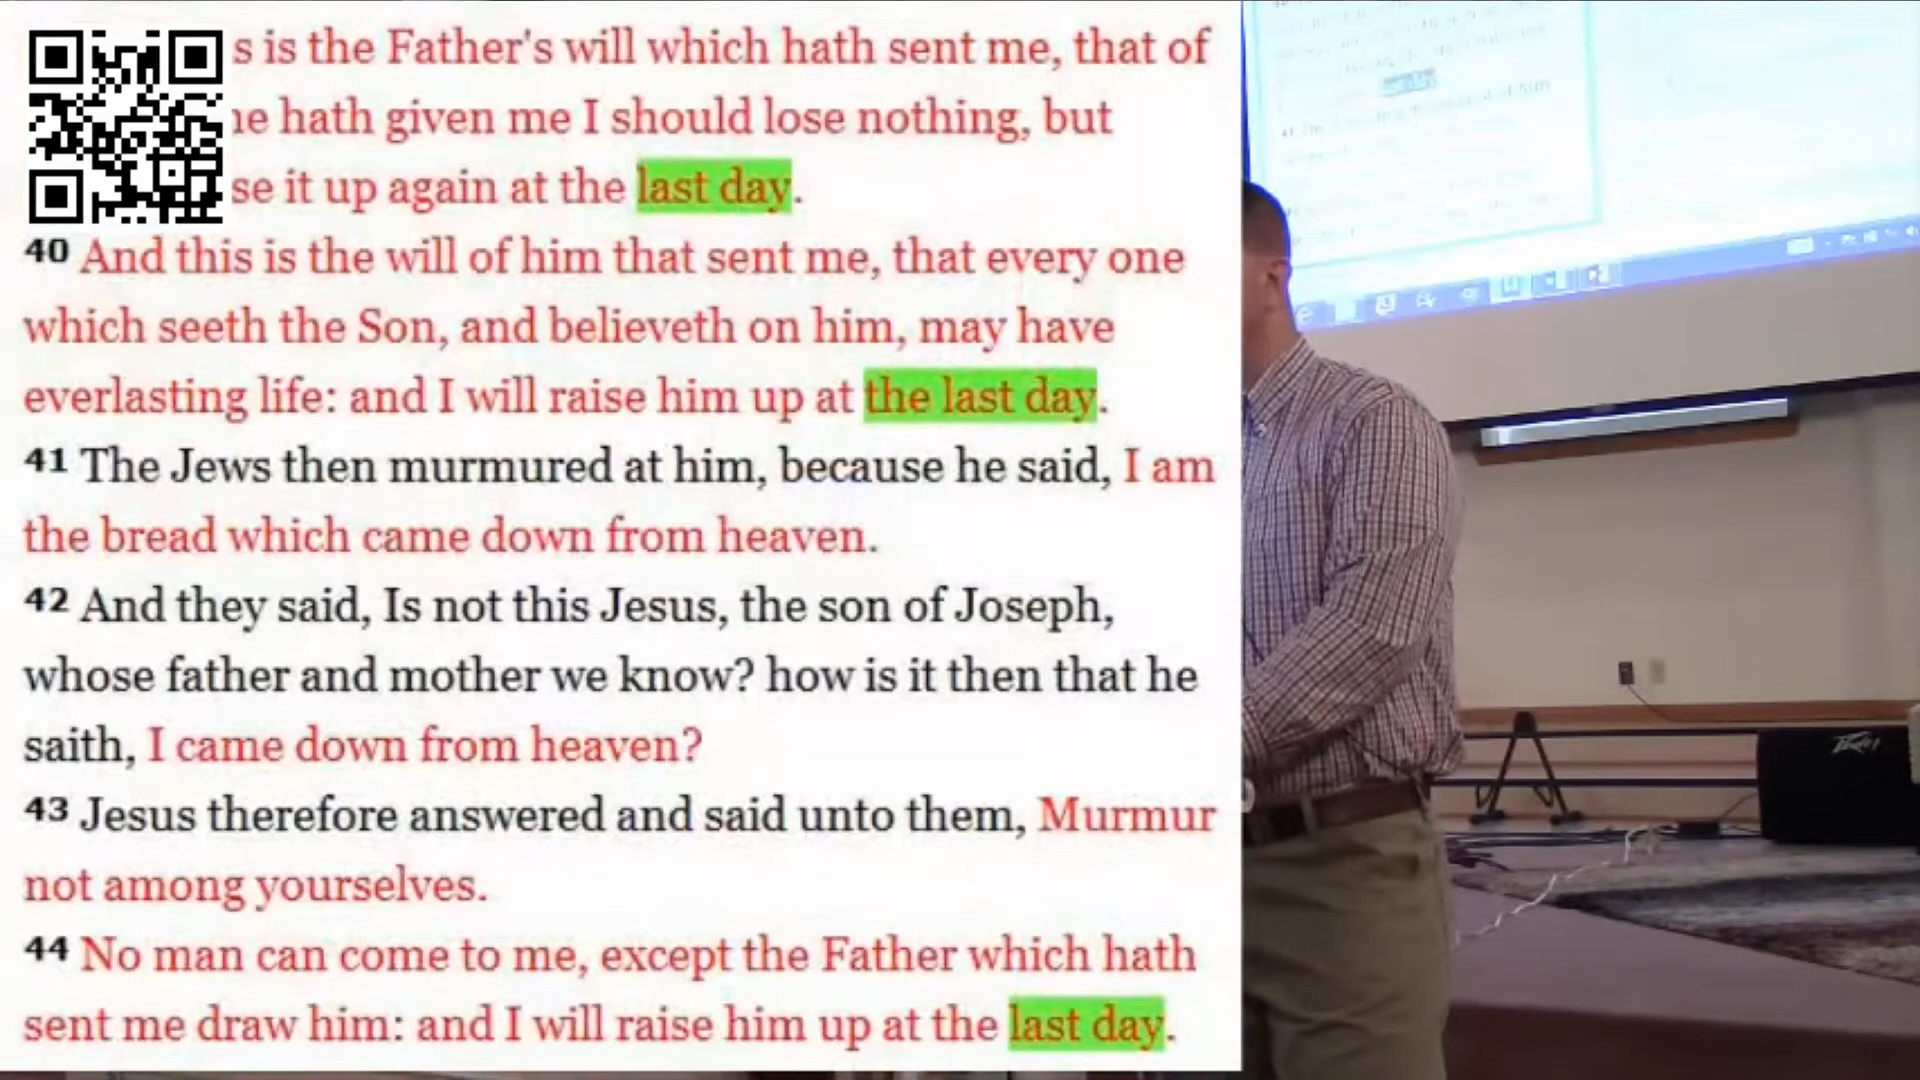 s is the Father's will which hath sent me, that of
he hath given me I should lose nothing, but
se it up again at the last day.
40 And this is the will of him that sent me, that every one
which seeth the Son, and believeth on him, may have
everlasting life: and I will raise him up at the last day.
41 The Jews then murmured at him, because he said, I am
the bread which came down from heaven.
42 And they said, Is not this Jesus, the son of Joseph,
whose father and mother we know? how is it then that he
saith, I came down from heaven?
43 Jesus therefore answered and said unto them, Murmur
not among yourselves.
44 No man can come to me, except the Father which hath
sent me draw him: and I will raise him up at the last day.
PEAVEY